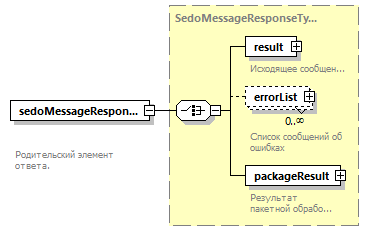 SedoMessageResponseTy...
result
Исходящее сообщен...
errorList
0..∞
Список сообщений об
ошибках
packageResult
Результат
пакетной обрабо...
sedoMessageRespon...
Родительский элемент
ответа.